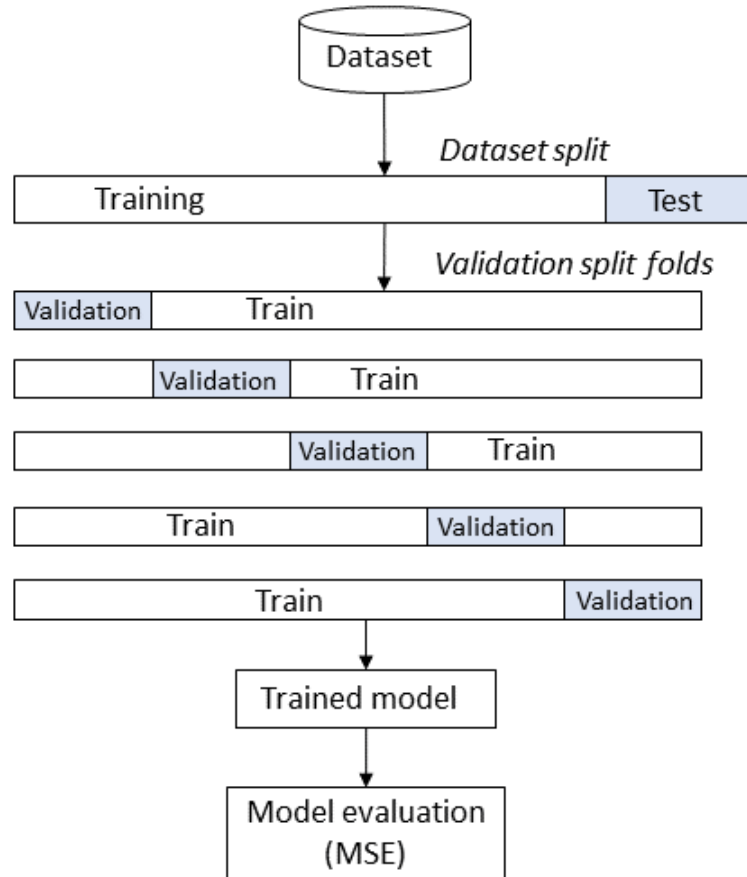 Dataset
Dataset split
Training Test
Validation split folds
Validation Train
Validation Train
Validation Train
Train Validation
Train Validation
Trained model
Model evaluation
(MSE)